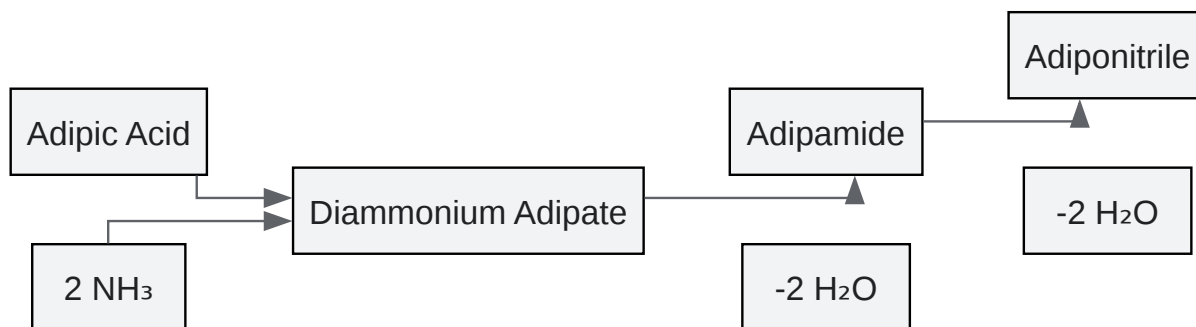 Adiponitrile
Adipic Acid
Adipamide
Diammonium Adipate
-2 H₂O
2 NH₃
-2 H₂O